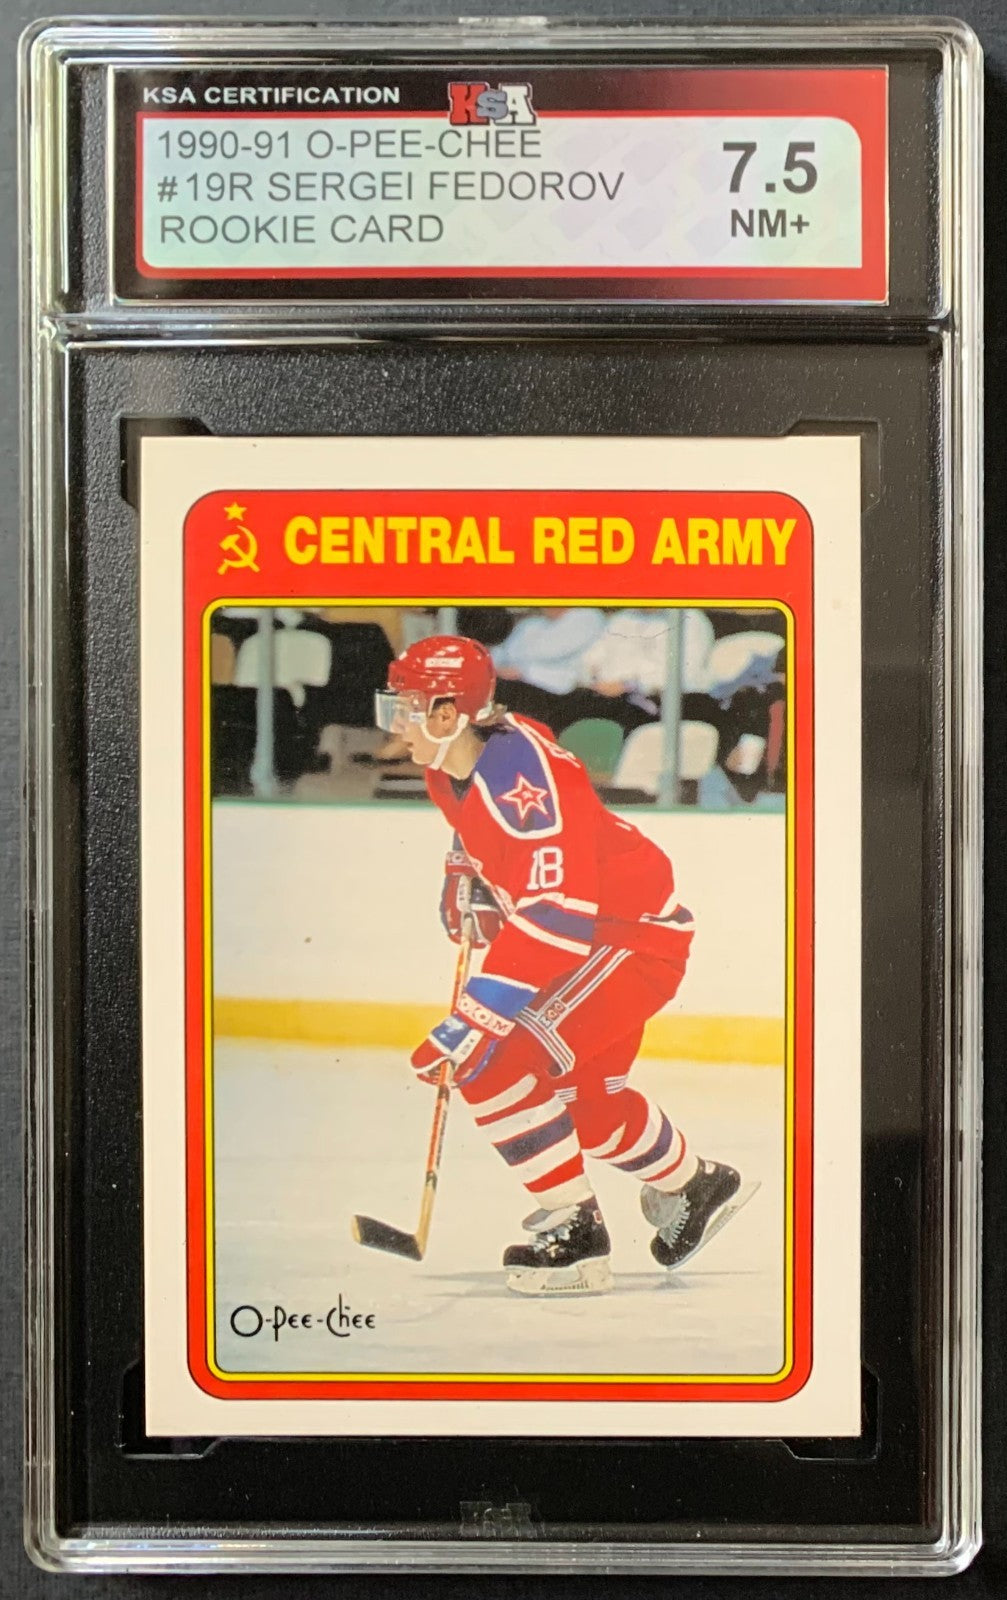 KSA CERTIFICATION
KSA
1990-91 O-PEE-CHEE
#19R SERGEI FEDOROV
ROOKIE CARD
7.5
NM+
CENTRAL RED ARMY
18
O-Pee-Chee
KSA